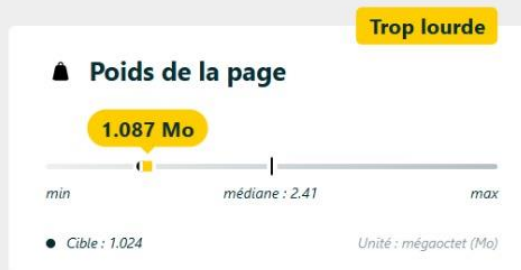 Trop lourde
Poids de la page
1.087 Mo
min médiane : 2.41 max
Cible : 1.024 Unité : mégaoctet (Mo)